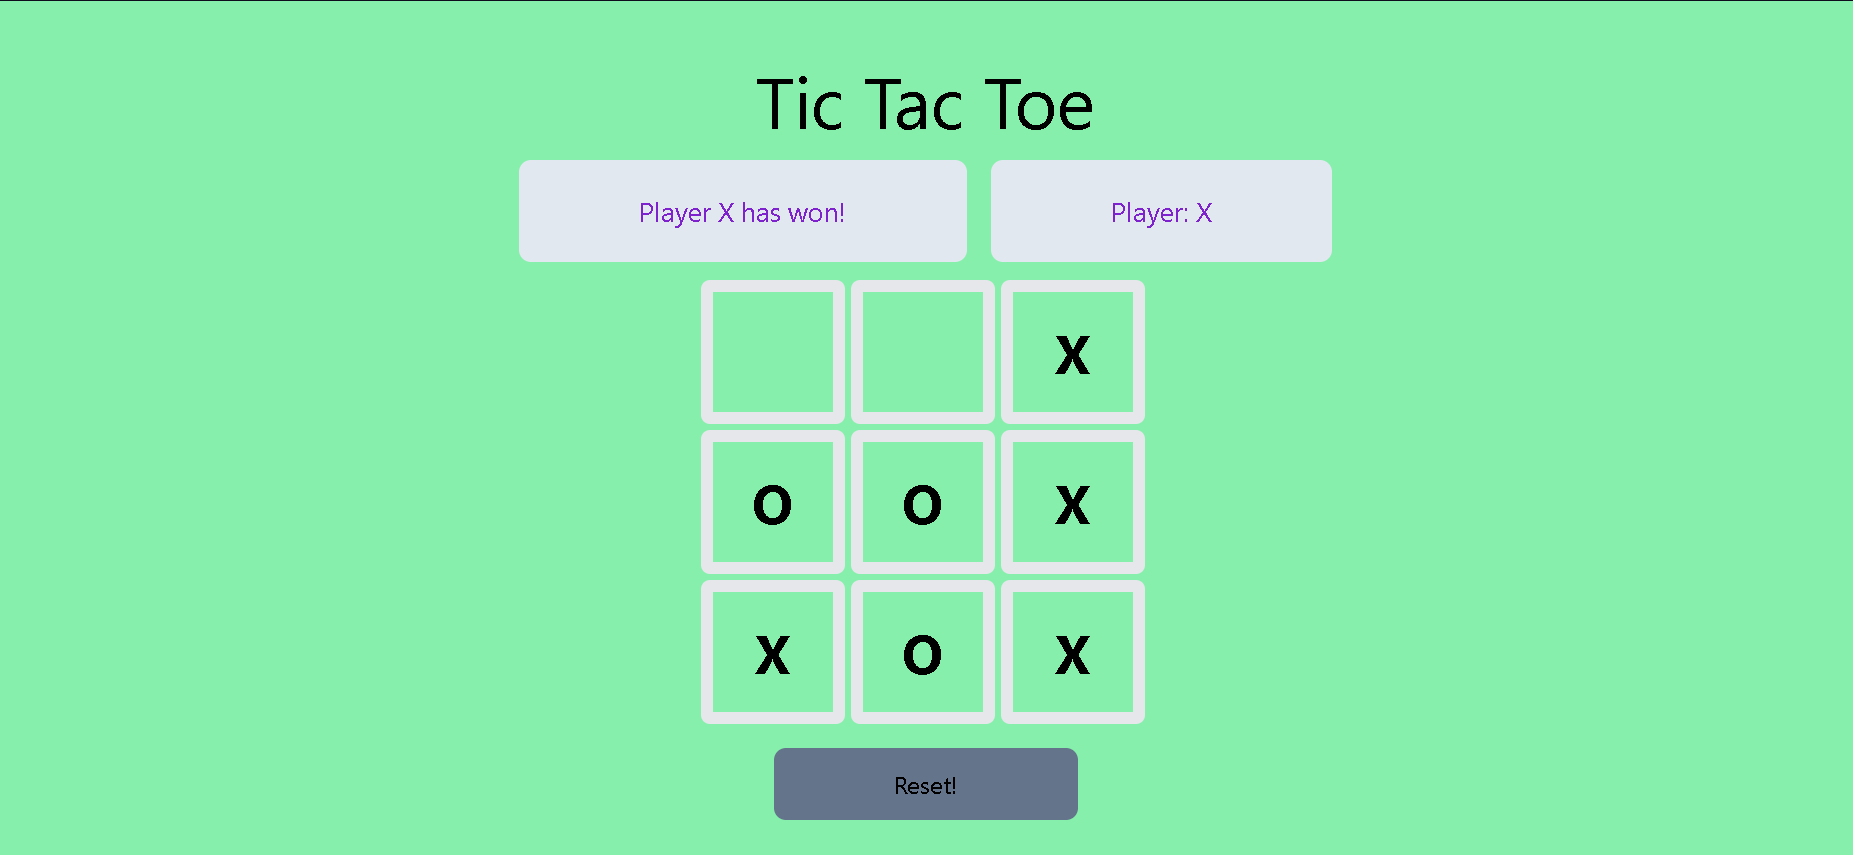 Tic Tac Toe
Player X has won!
Player: X
X
O O X
X O X
Reset!